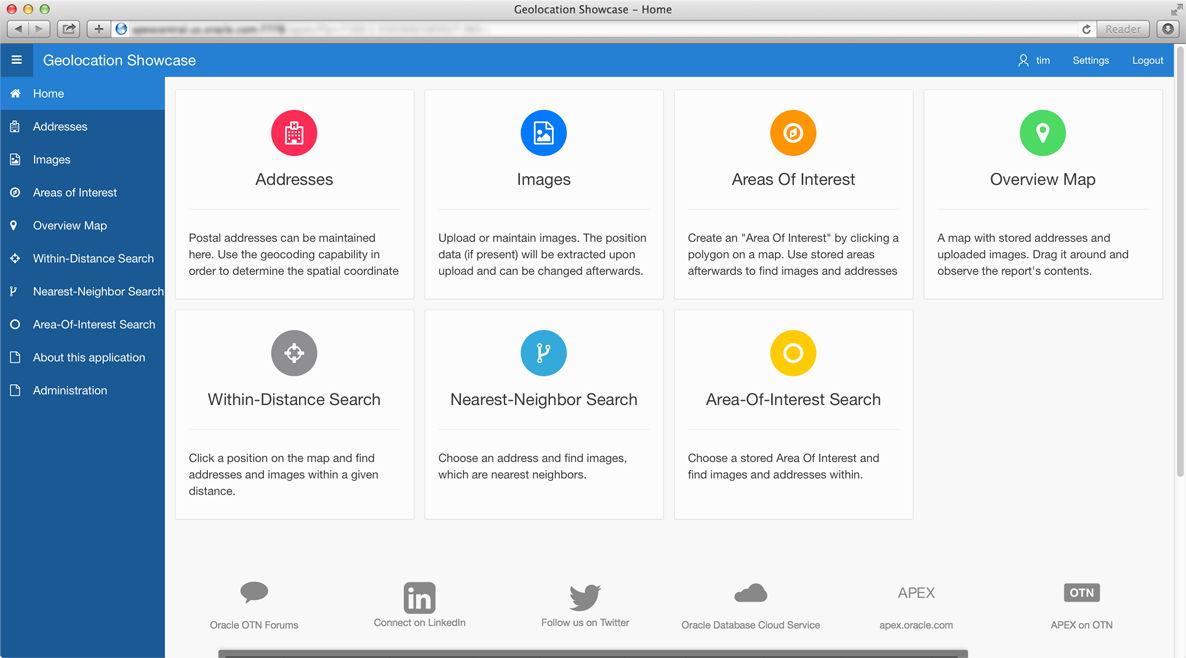 Geolocation Showcase – Home
Reader
Geolocation Showcase
tim
Settings
Logout
Home
Addresses
Images
Areas of Interest
Overview Map
Within-Distance Search
Nearest-Neighbor Search
Area-Of-Interest Search
About this application
Administration
Addresses
Postal addresses can be maintained
here. Use the geocoding capability in
order to determine the spatial coordinate
Images
Upload or maintain images. The position
data (if present) will be extracted upon
upload and can be changed afterwards.
Areas Of Interest
Create an "Area Of Interest" by clicking a
polygon on a map. Use stored areas
afterwards to find images and addresses
Overview Map
A map with stored addresses and
uploaded images. Drag it around and
observe the report's contents.
Within-Distance Search
Click a position on the map and find
addresses and images within a given
distance.
Nearest-Neighbor Search
Choose an address and find images,
which are nearest neighbors.
Area-Of-Interest Search
Choose a stored Area Of Interest and
find images and addresses within.
Oracle OTN Forums
in
Connect on LinkedIn
Follow us on Twitter
Oracle Database Cloud Service
APEX
apex.oracle.com
OTN
APEX on OTN